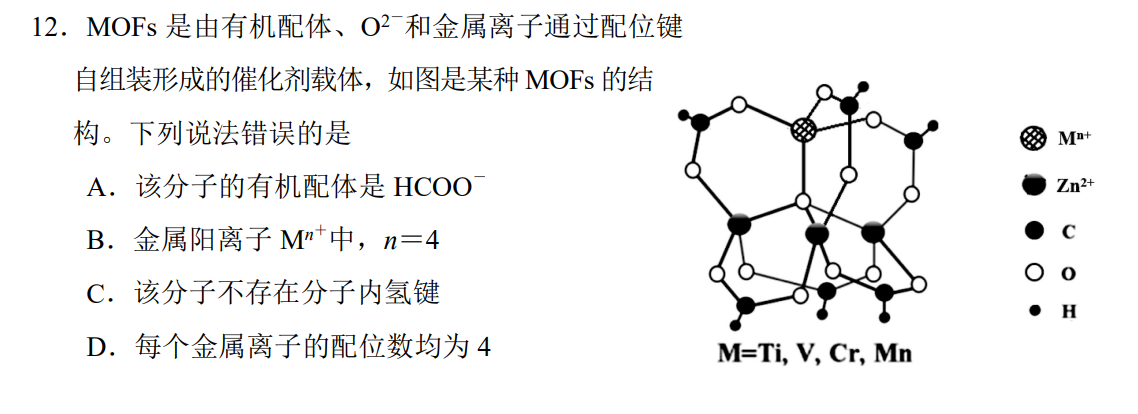 12．MOFs 是由有机配体、O²⁻和金属离子通过配位键
自组装形成的催化剂载体，如图是某种 MOFs 的结
构。下列说法错误的是
A．该分子的有机配体是 HCOO⁻
B．金属阳离子 Mⁿ⁺中，n＝4
C．该分子不存在分子内氢键
D．每个金属离子的配位数均为 4
Mⁿ⁺
Zn²⁺
C
O
H
M=Ti, V, Cr, Mn